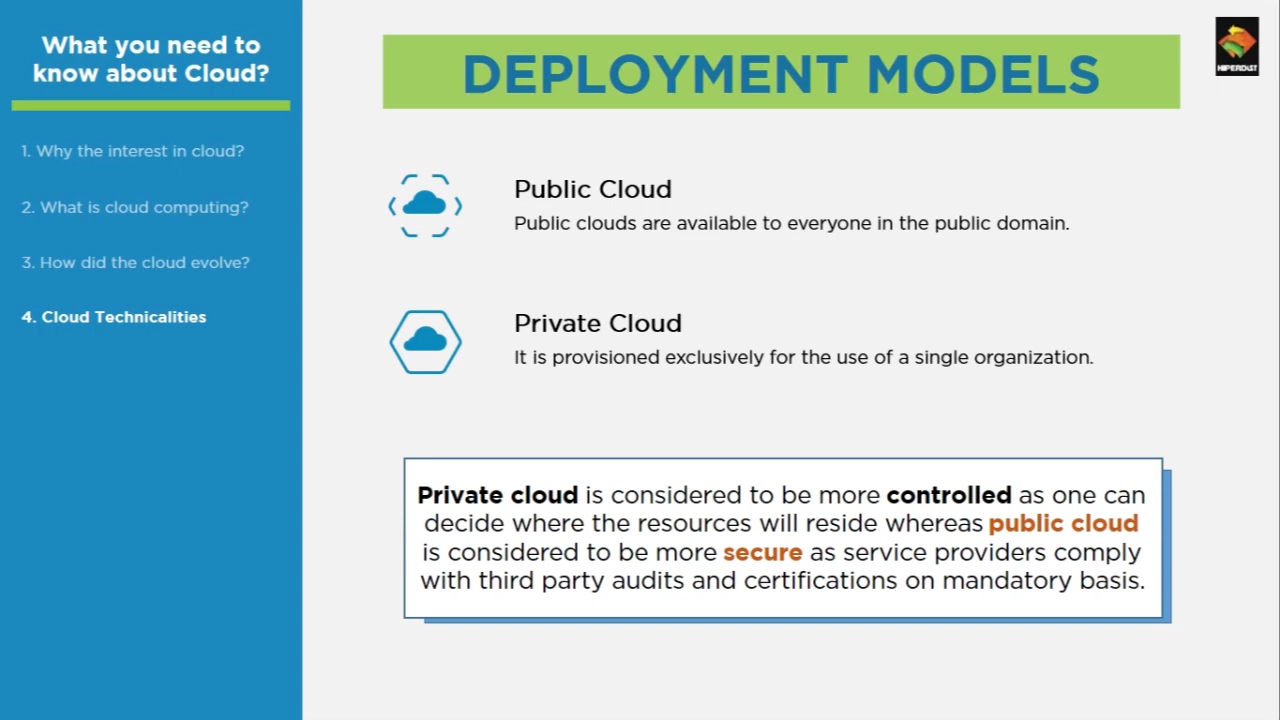 What you need to
know about Cloud?
1. Why the interest in cloud?
2. What is cloud computing?
3. How did the cloud evolve?
4. Cloud Technicalities
DEPLOYMENT MODELS
HIPERDIST
Public Cloud
Public clouds are available to everyone in the public domain.
Private Cloud
It is provisioned exclusively for the use of a single organization.
Private cloud is considered to be more controlled as one can
decide where the resources will reside whereas public cloud
is considered to be more secure as service providers comply
with third party audits and certifications on mandatory basis.